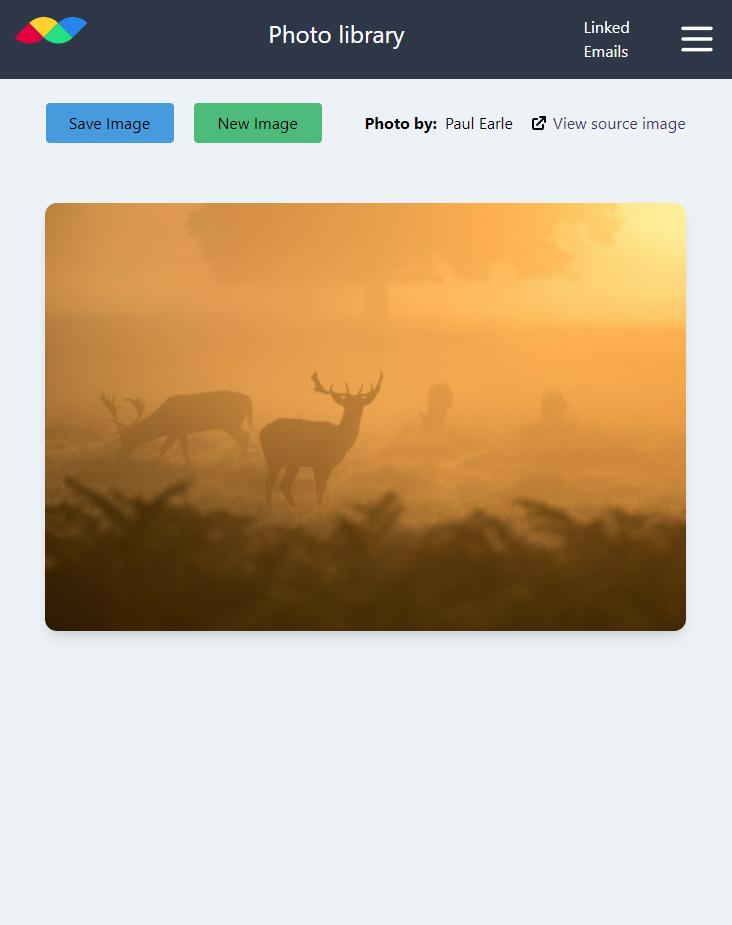 Photo library
Linked
Emails
Save Image
New Image
Photo by: Paul Earle
View source image